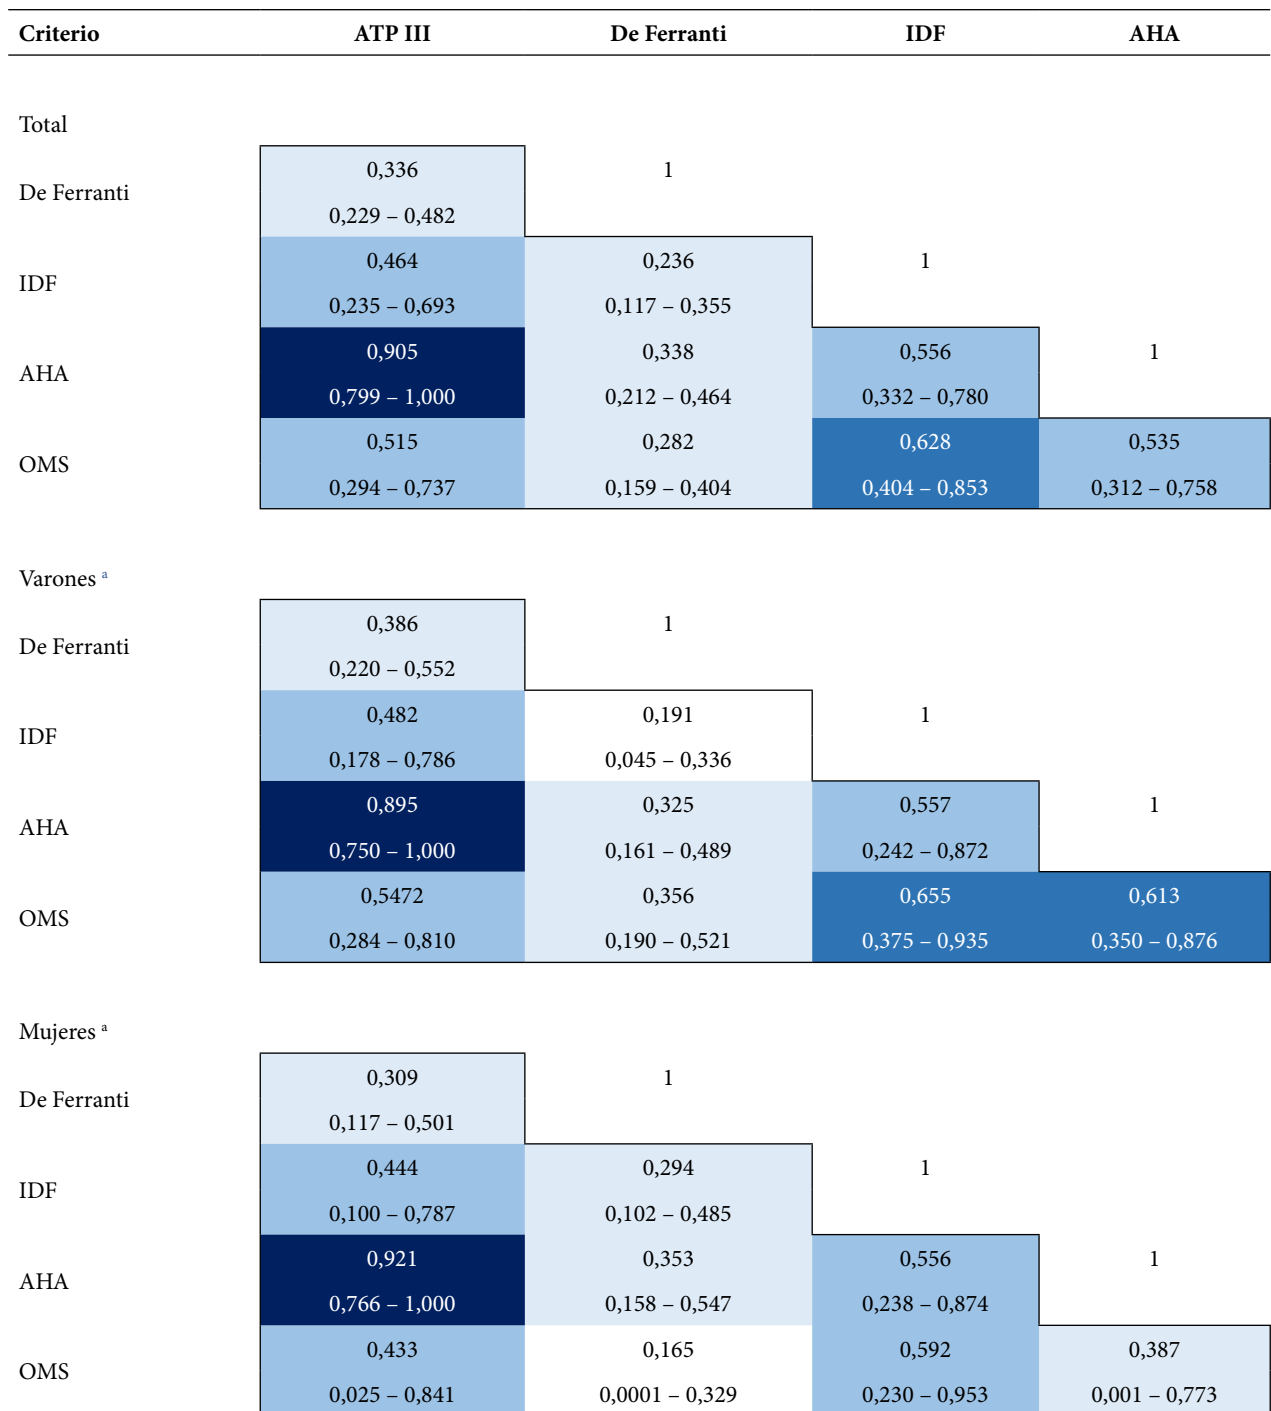 Criterio ATP III De Ferranti IDF AHA
Total
De Ferranti
0,336 1
0,229 – 0,482
IDF
0,464 0,236 1
0,235 – 0,693 0,117 – 0,355
AHA
0,905 0,338 0,556 1
0,799 – 1,000 0,212 – 0,464 0,332 – 0,780
OMS
0,515 0,282 0,628 0,535
0,294 – 0,737 0,159 – 0,404 0,404 – 0,853 0,312 – 0,758
Varones a
De Ferranti
0,386 1
0,220 – 0,552
IDF
0,482 0,191 1
0,178 – 0,786 0,045 – 0,336
AHA
0,895 0,325 0,557 1
0,750 – 1,000 0,161 – 0,489 0,242 – 0,872
OMS
0,5472 0,356 0,655 0,613
0,284 – 0,810 0,190 – 0,521 0,375 – 0,935 0,350 – 0,876
Mujeres a
De Ferranti
0,309 1
0,117 – 0,501
IDF
0,444 0,294 1
0,100 – 0,787 0,102 – 0,485
AHA
0,921 0,353 0,556 1
0,766 – 1,000 0,158 – 0,547 0,238 – 0,874
OMS
0,433 0,165 0,592 0,387
0,025 – 0,841 0,0001 – 0,329 0,230 – 0,953 0,001 – 0,773